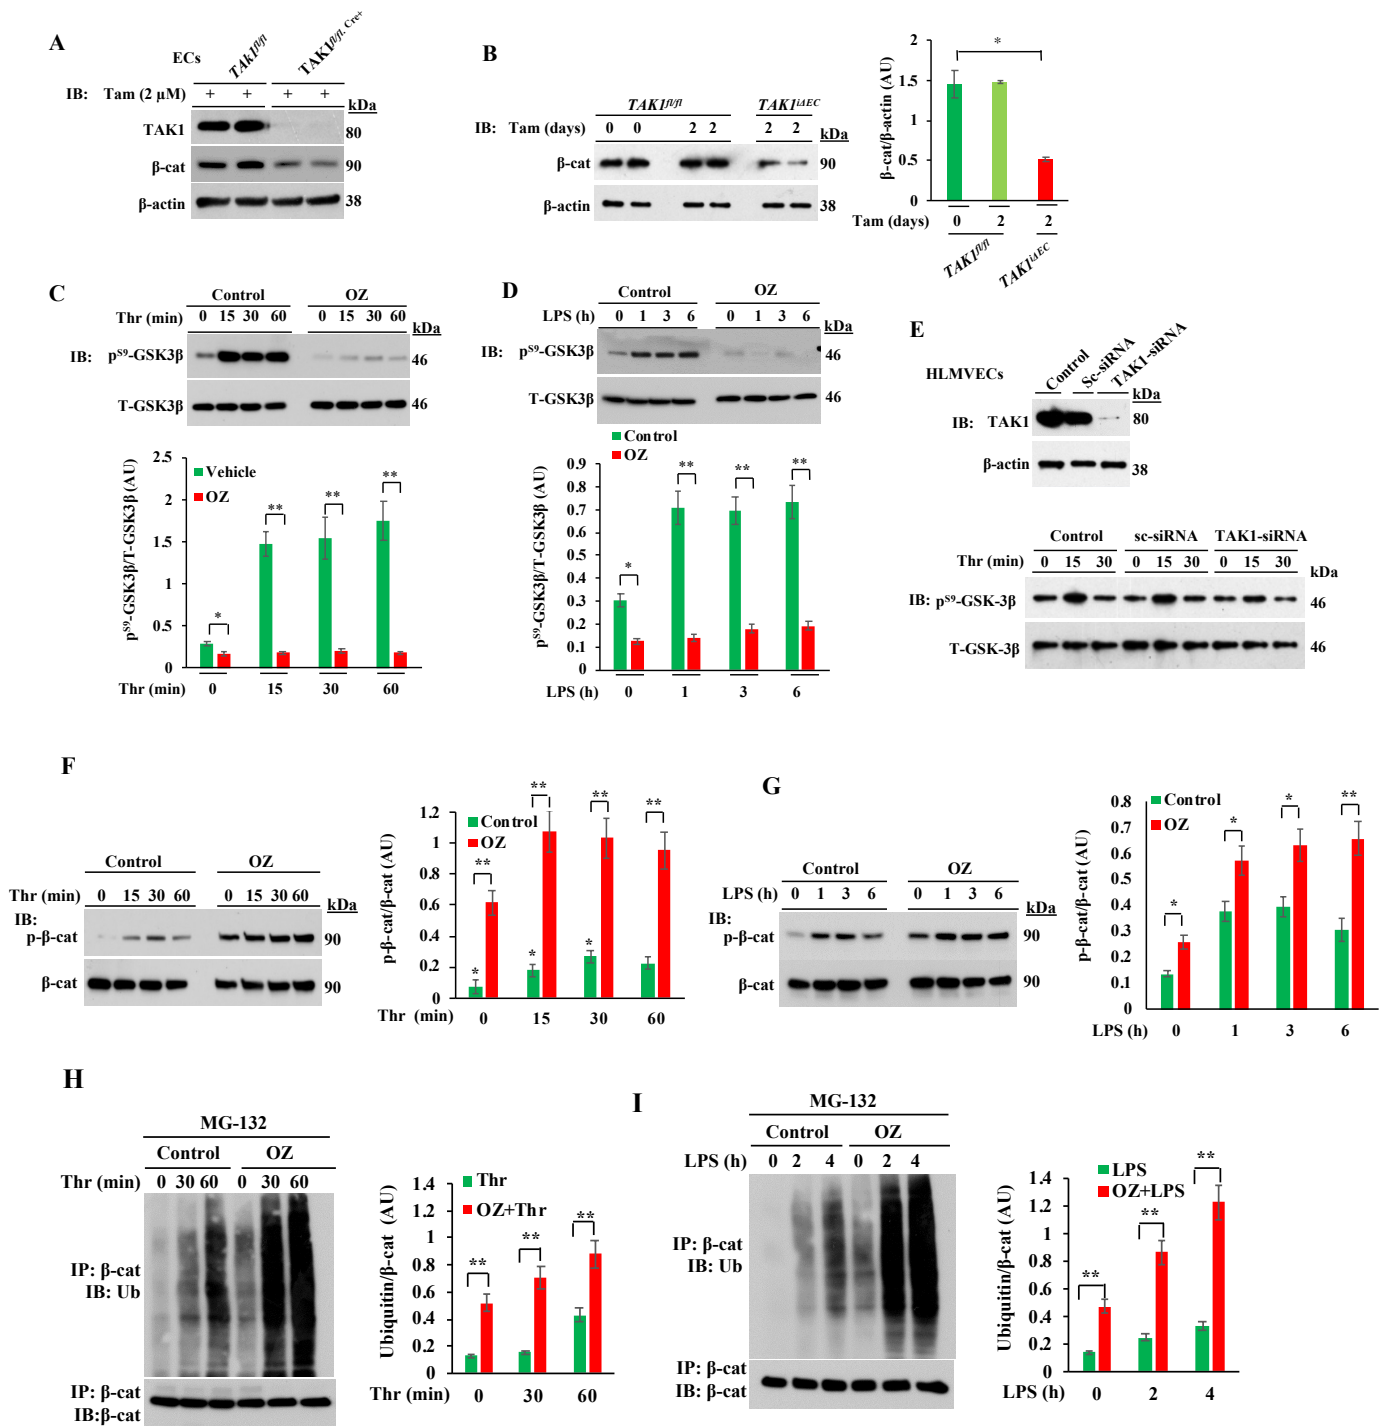 A
ECs
TAk1fl/fl
TAK1fl/fl, Cre+
IB: Tam (2 µM) + + + +
kDa
TAK1
80
β-cat
90
β-actin
38
B
TAK1fl/fl
TAK1iΔEC
IB: Tam (days) 0 0 2 2 2 2
kDa
β-cat
90
β-actin
38
β-cat/β-actin (AU)
2
1.5
1
0.5
0
*
Tam (days) 0 2 2
TAK1fl/fl
TAK1iΔEC
C
Control OZ
Thr (min) 0 15 30 60 0 15 30 60
kDa
IB: pS9-GSK3β
46
T-GSK3β
46
pS9-GSK3β/T-GSK3β (AU)
2.5
2
1.5
1
0.5
0
Vehicle
OZ
* ** ** **
Thr (min) 0 15 30 60
D
Control OZ
LPS (h) 0 1 3 6 0 1 3 6
kDa
IB: pS9-GSK3β
46
T-GSK3β
46
Control
OZ
pS9-GSK3β/T-GSK3β (AU)
0.9
0.8
0.7
0.6
0.5
0.4
0.3
0.2
0.1
0
* ** ** **
LPS (h) 0 1 3 6
E
HLMVECs
Control
Sc-siRNA
TAK1-siRNA
kDa
IB: TAK1
80
β-actin
38
Control sc-siRNA TAK1-siRNA
Thr (min) 0 15 30 0 15 30 0 15 30
kDa
IB: pS9-GSK-3β
46
T-GSK-3β
46
F
Control OZ
Thr (min) 0 15 30 60 0 15 30 60
kDa
IB:
p-β-cat
90
β-cat
90
p-β-cat/β-cat (AU)
1.2
1
0.8
0.6
0.4
0.2
0
Control
OZ
** ** ** **
* * *
Thr (min) 0 15 30 60
G
Control OZ
LPS (h) 0 1 3 6 0 1 3 6
kDa
IB:
p-β-cat
90
β-cat
90
p-β-cat/β-cat (AU)
0.8
0.7
0.6
0.5
0.4
0.3
0.2
0.1
0
Control
OZ
* * * **
LPS (h) 0 1 3 6
H
MG-132
Control OZ
Thr (min) 0 30 60 0 30 60
IP: β-cat
IB: Ub
IP: β-cat
IB:β-cat
Ubiquitin/β-cat (AU)
1.4
1.2
1
0.8
0.6
0.4
0.2
0
Thr
OZ+Thr
** ** **
Thr (min) 0 30 60
I
MG-132
Control OZ
LPS (h) 0 2 4 0 2 4
IP: β-cat
IB: Ub
IP: β-cat
IB: β-cat
Ubiquitin/β-cat (AU)
1.4
1.2
1
0.8
0.6
0.4
0.2
0
LPS
OZ+LPS
** ** **
LPS (h) 0 2 4